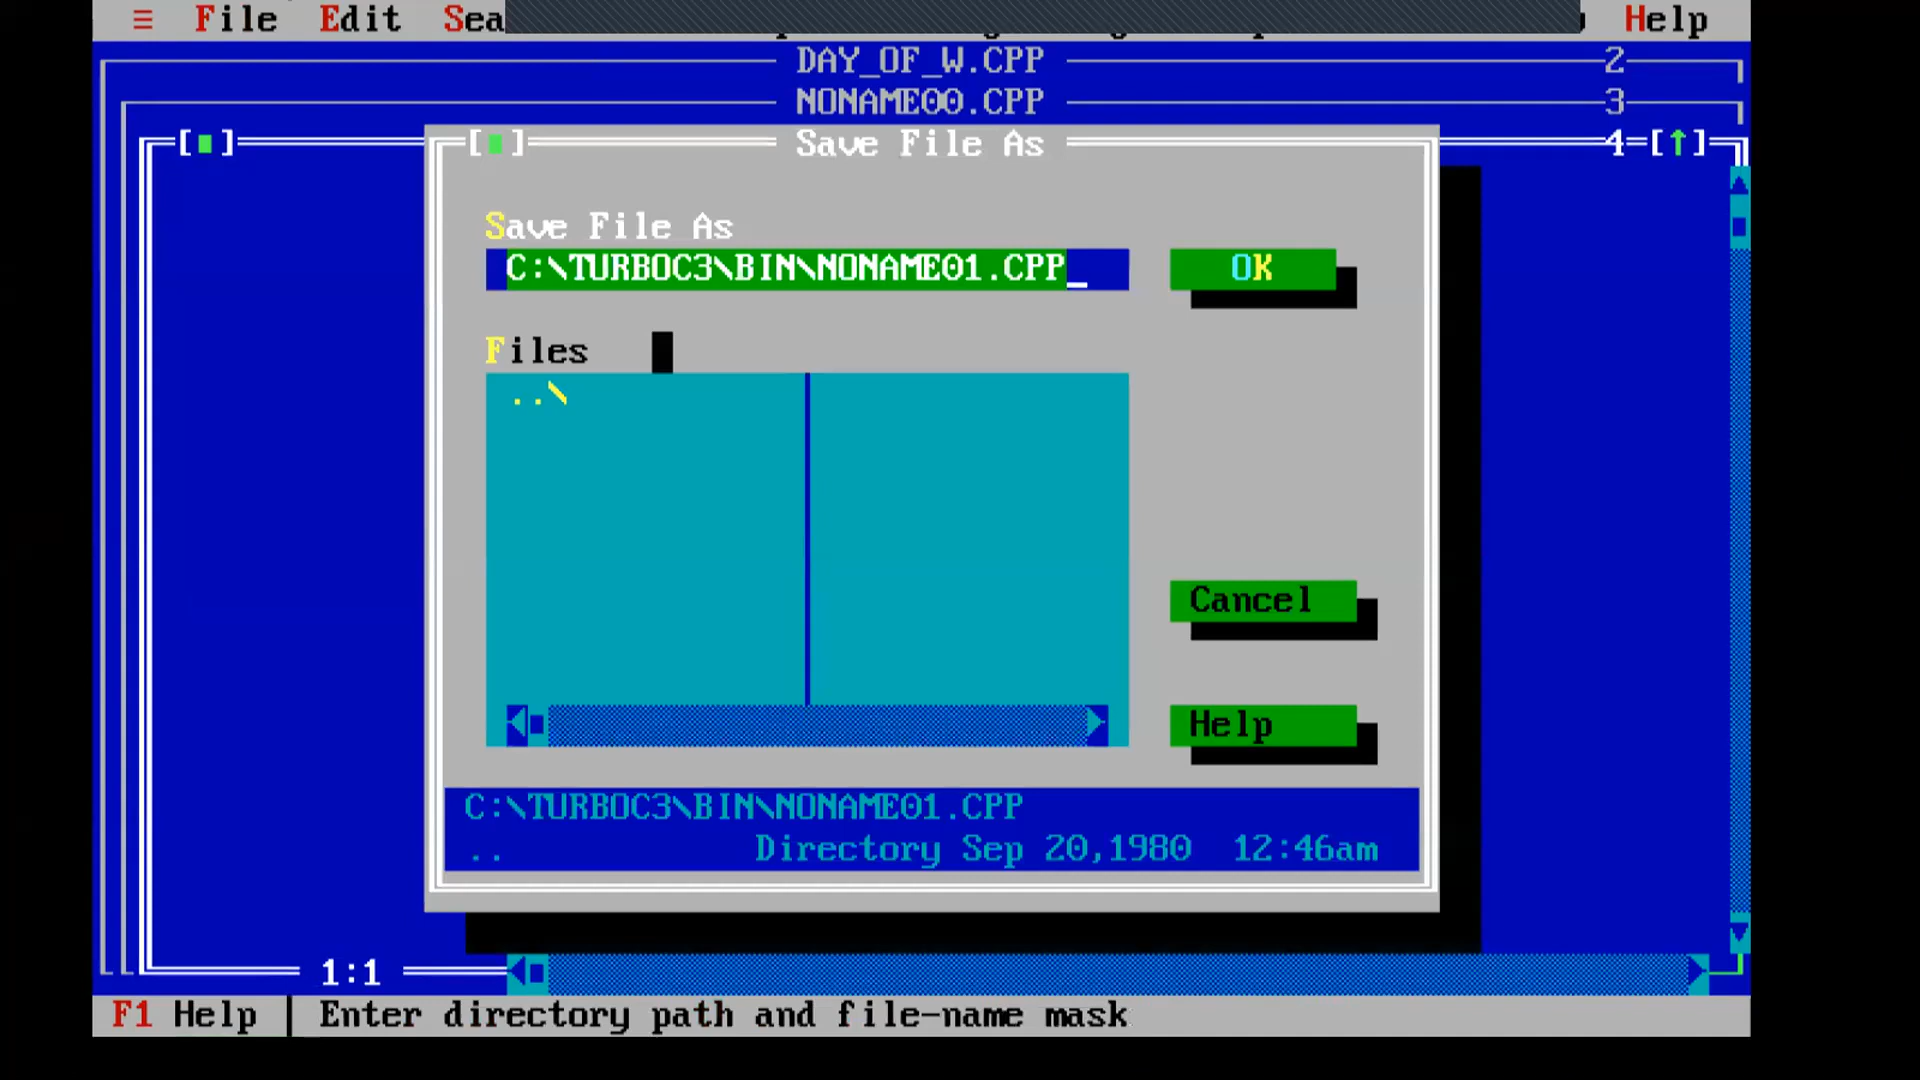 ≡ File Edit Sea Help
DAY_OF_W.CPP 2
NONAME00.CPP 3
[■] [■] Save File As 4=[↑]
Save File As
C:\TURBOC3\BIN\NONAME01.CPP_ OK
Files
..\
Cancel
Help
C:\TURBOC3\BIN\NONAME01.CPP
.. Directory Sep 20,1980 12:46am
1:1
F1 Help │ Enter directory path and file-name mask